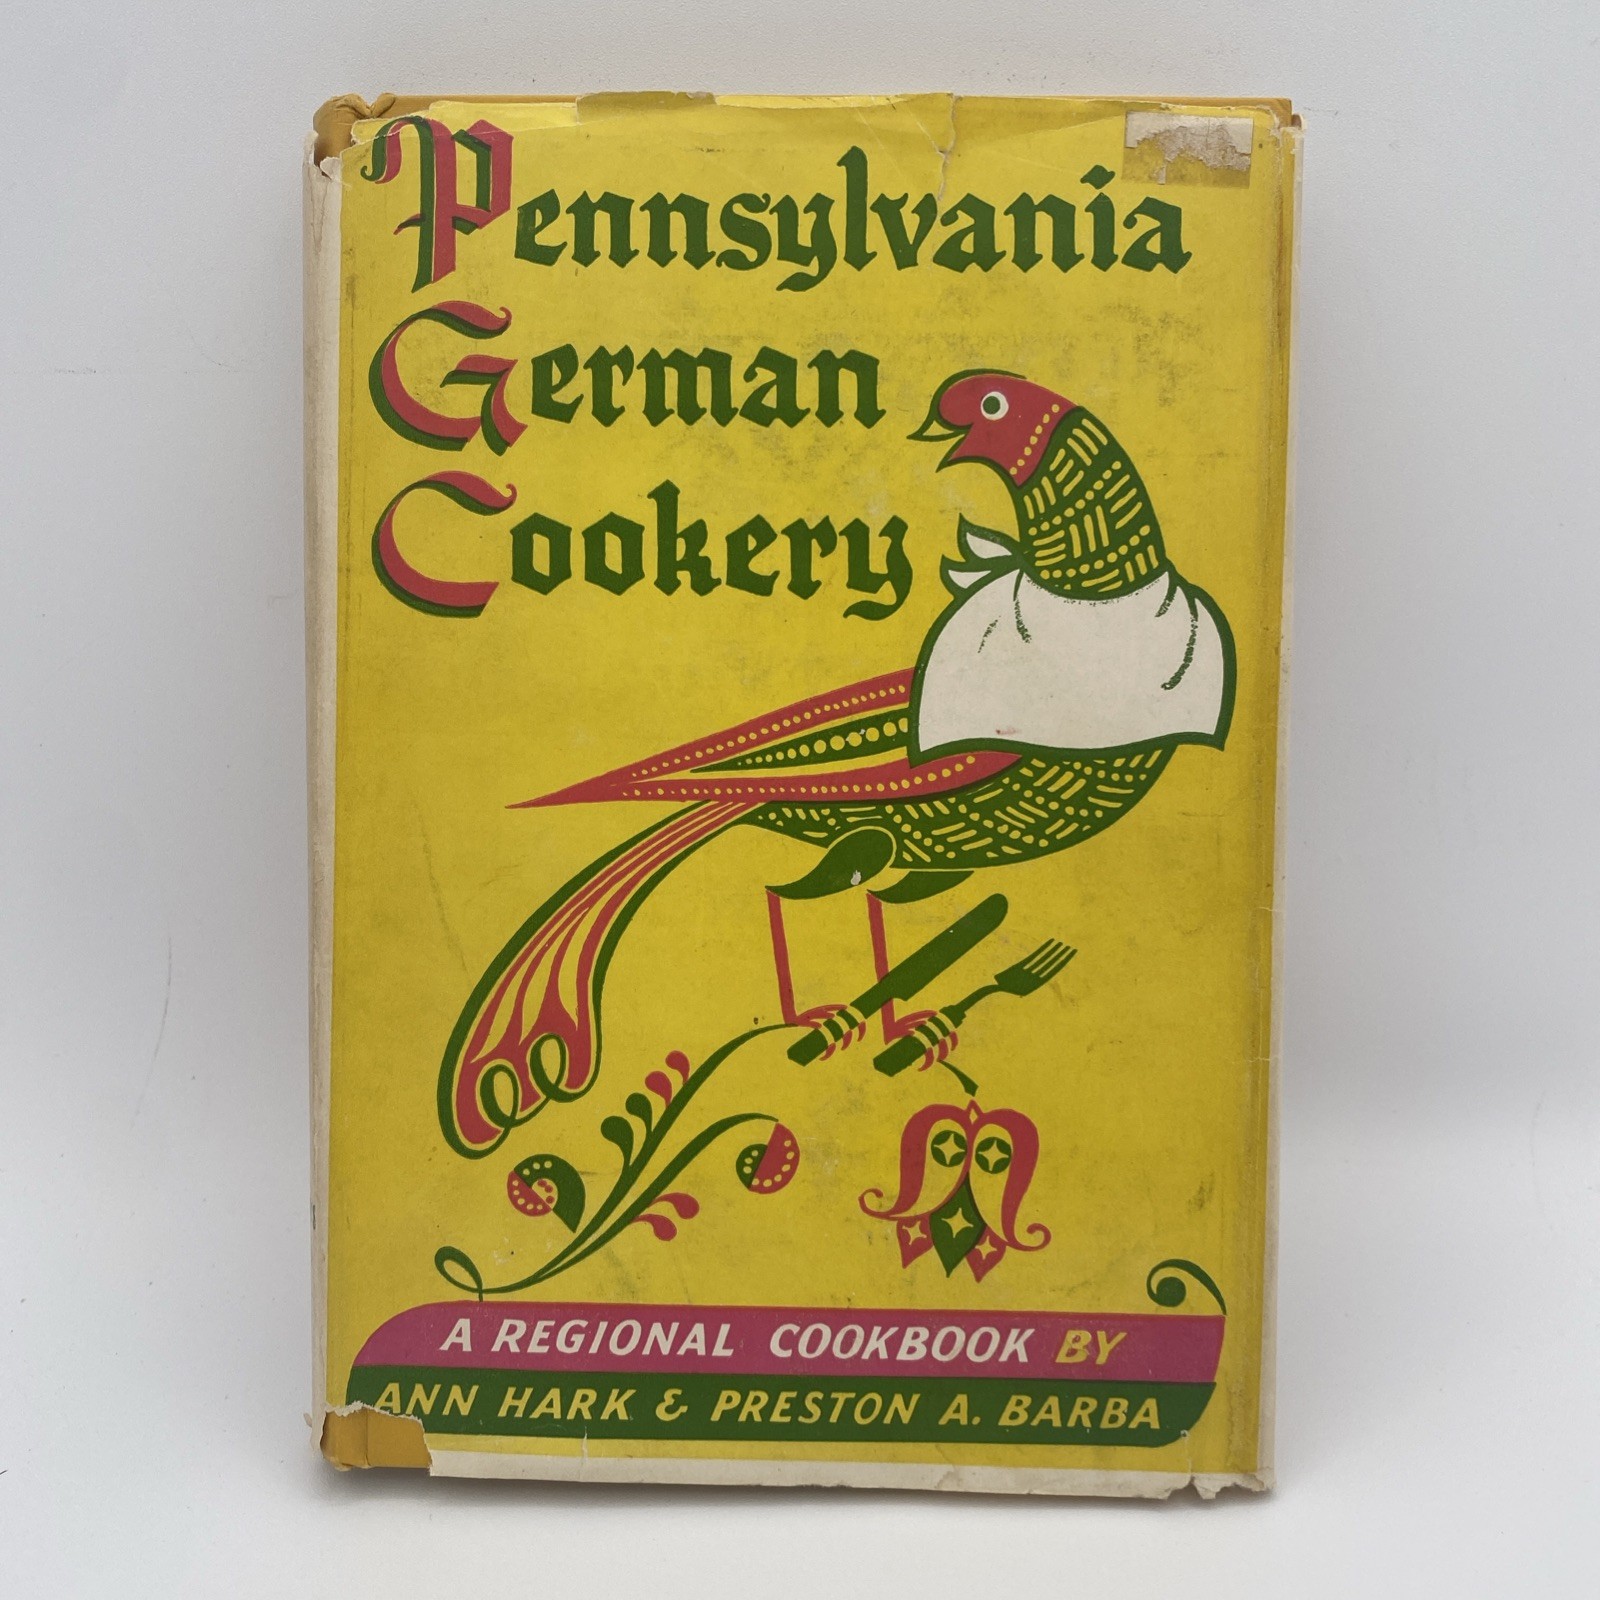 Pennsylvania
German
Cookery
A REGIONAL COOKBOOK BY
ANN HARK & PRESTON A. BARBA